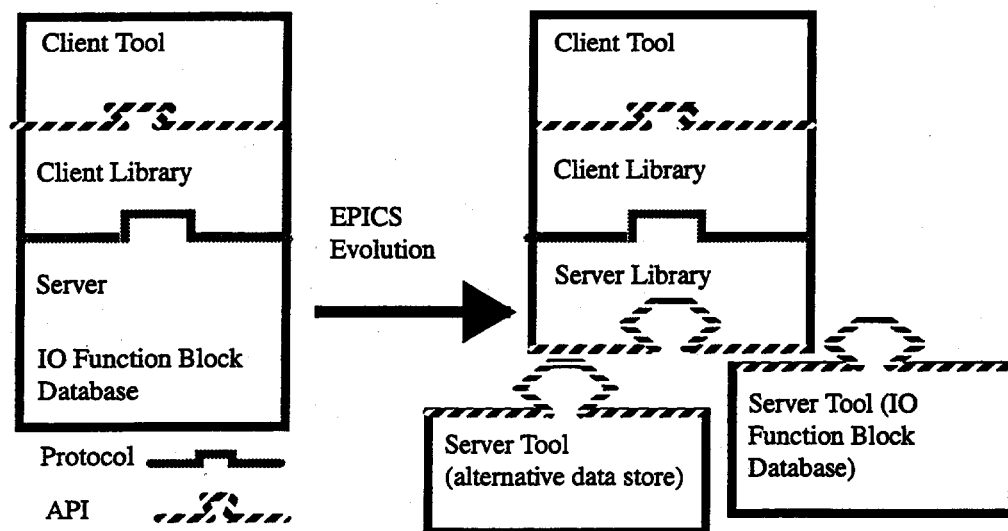 Client Tool
Client Library
Server
IO Function Block
Database
Protocol
API
EPICS
Evolution
Client Tool
Client Library
Server Library
Server Tool
(alternative data store)
Server Tool (IO
Function Block
Database)